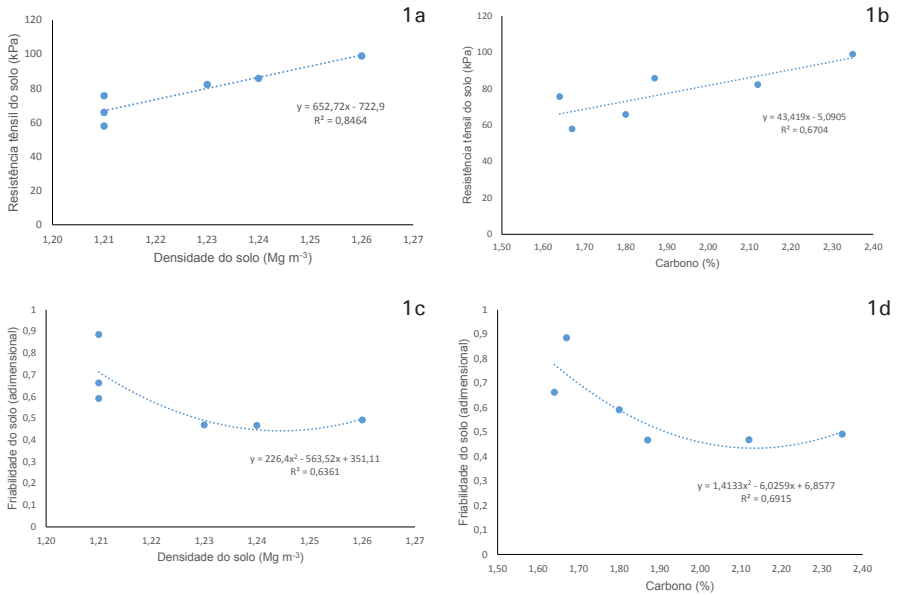 1a
Resistência tênsil do solo (kPa)
120
100
80
60
40
20
0
y = 652,72x - 722,9
R² = 0,8464
1,20 1,21 1,22 1,23 1,24 1,25 1,26 1,27
Densidade do solo (Mg m⁻³)
1b
Resistência tênsil do solo (kPa)
120
100
80
60
40
20
0
y = 43,419x - 5,0905
R² = 0,6704
1,50 1,60 1,70 1,80 1,90 2,00 2,10 2,20 2,30 2,40
Carbono (%)
1c
Friabilidade do solo (adimensional)
1
0,9
0,8
0,7
0,6
0,5
0,4
0,3
0,2
0,1
0
y = 226,4x² - 563,52x + 351,11
R² = 0,6361
1,20 1,21 1,22 1,23 1,24 1,25 1,26 1,27
Densidade do solo (Mg m⁻³)
1d
Friabilidade do solo (adimensional)
1
0,9
0,8
0,7
0,6
0,5
0,4
0,3
0,2
0,1
0
y = 1,4133x² - 6,0259x + 6,8577
R² = 0,6915
1,50 1,60 1,70 1,80 1,90 2,00 2,10 2,20 2,30 2,40
Carbono (%)